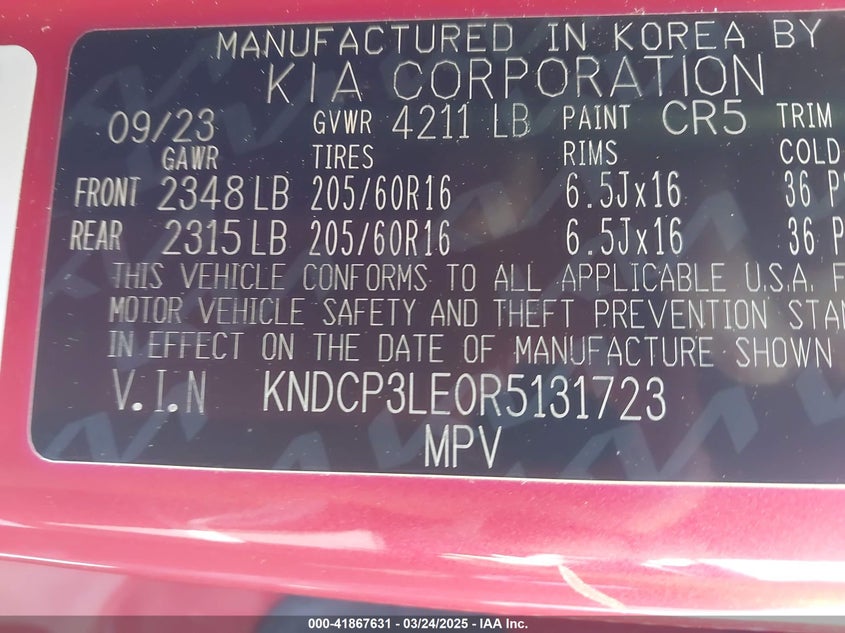 MANUFACTURED IN KOREA BY
KIA CORPORATION
09/23 GVWR 4211 LB PAINT CR5 TRIM
GAWR TIRES RIMS COLD
FRONT 2348 LB 205/60R16 6.5Jx16 36
REAR 2315 LB 205/60R16 6.5Jx16 36 P
THIS VEHICLE CONFORMS TO ALL APPLICABLE U.S.A. F
MOTOR VEHICLE SAFETY AND THEFT PREVENTION STAN
IN EFFECT ON THE DATE OF MANUFACTURE SHOWN
V.I.N KNDCP3LE0R5131723
MPV
000-41867631 - 03/24/2025 - IAA Inc.